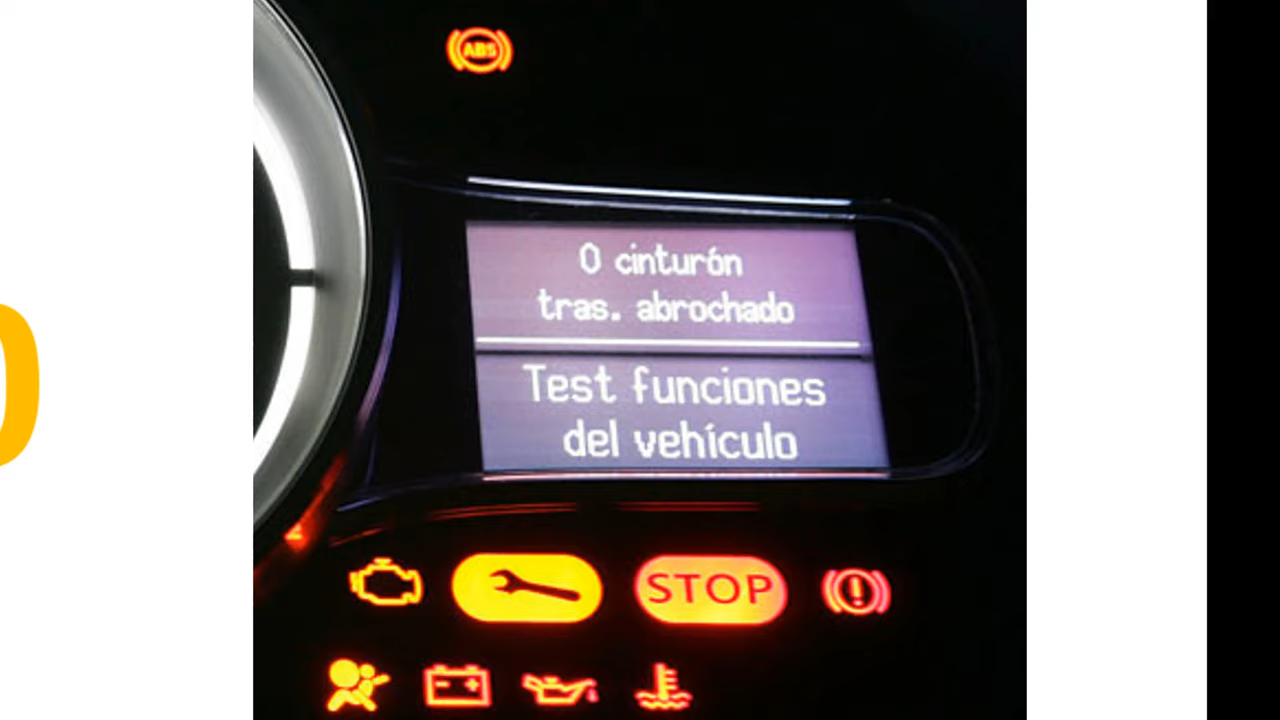 ABS
0 cinturón
tras. abrochado
Test funciones
del vehículo
STOP